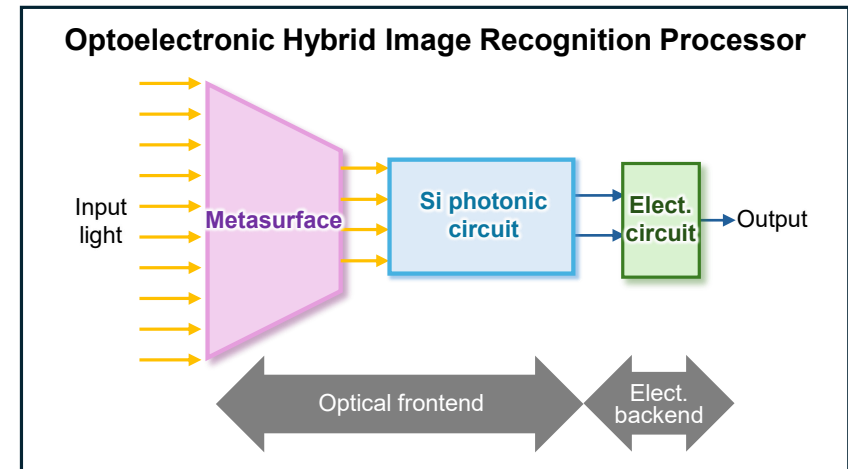 Optoelectronic Hybrid Image Recognition Processor
Input
light
Metasurface
Si photonic
circuit
Elect.
circuit
Output
Optical frontend
Elect.
backend